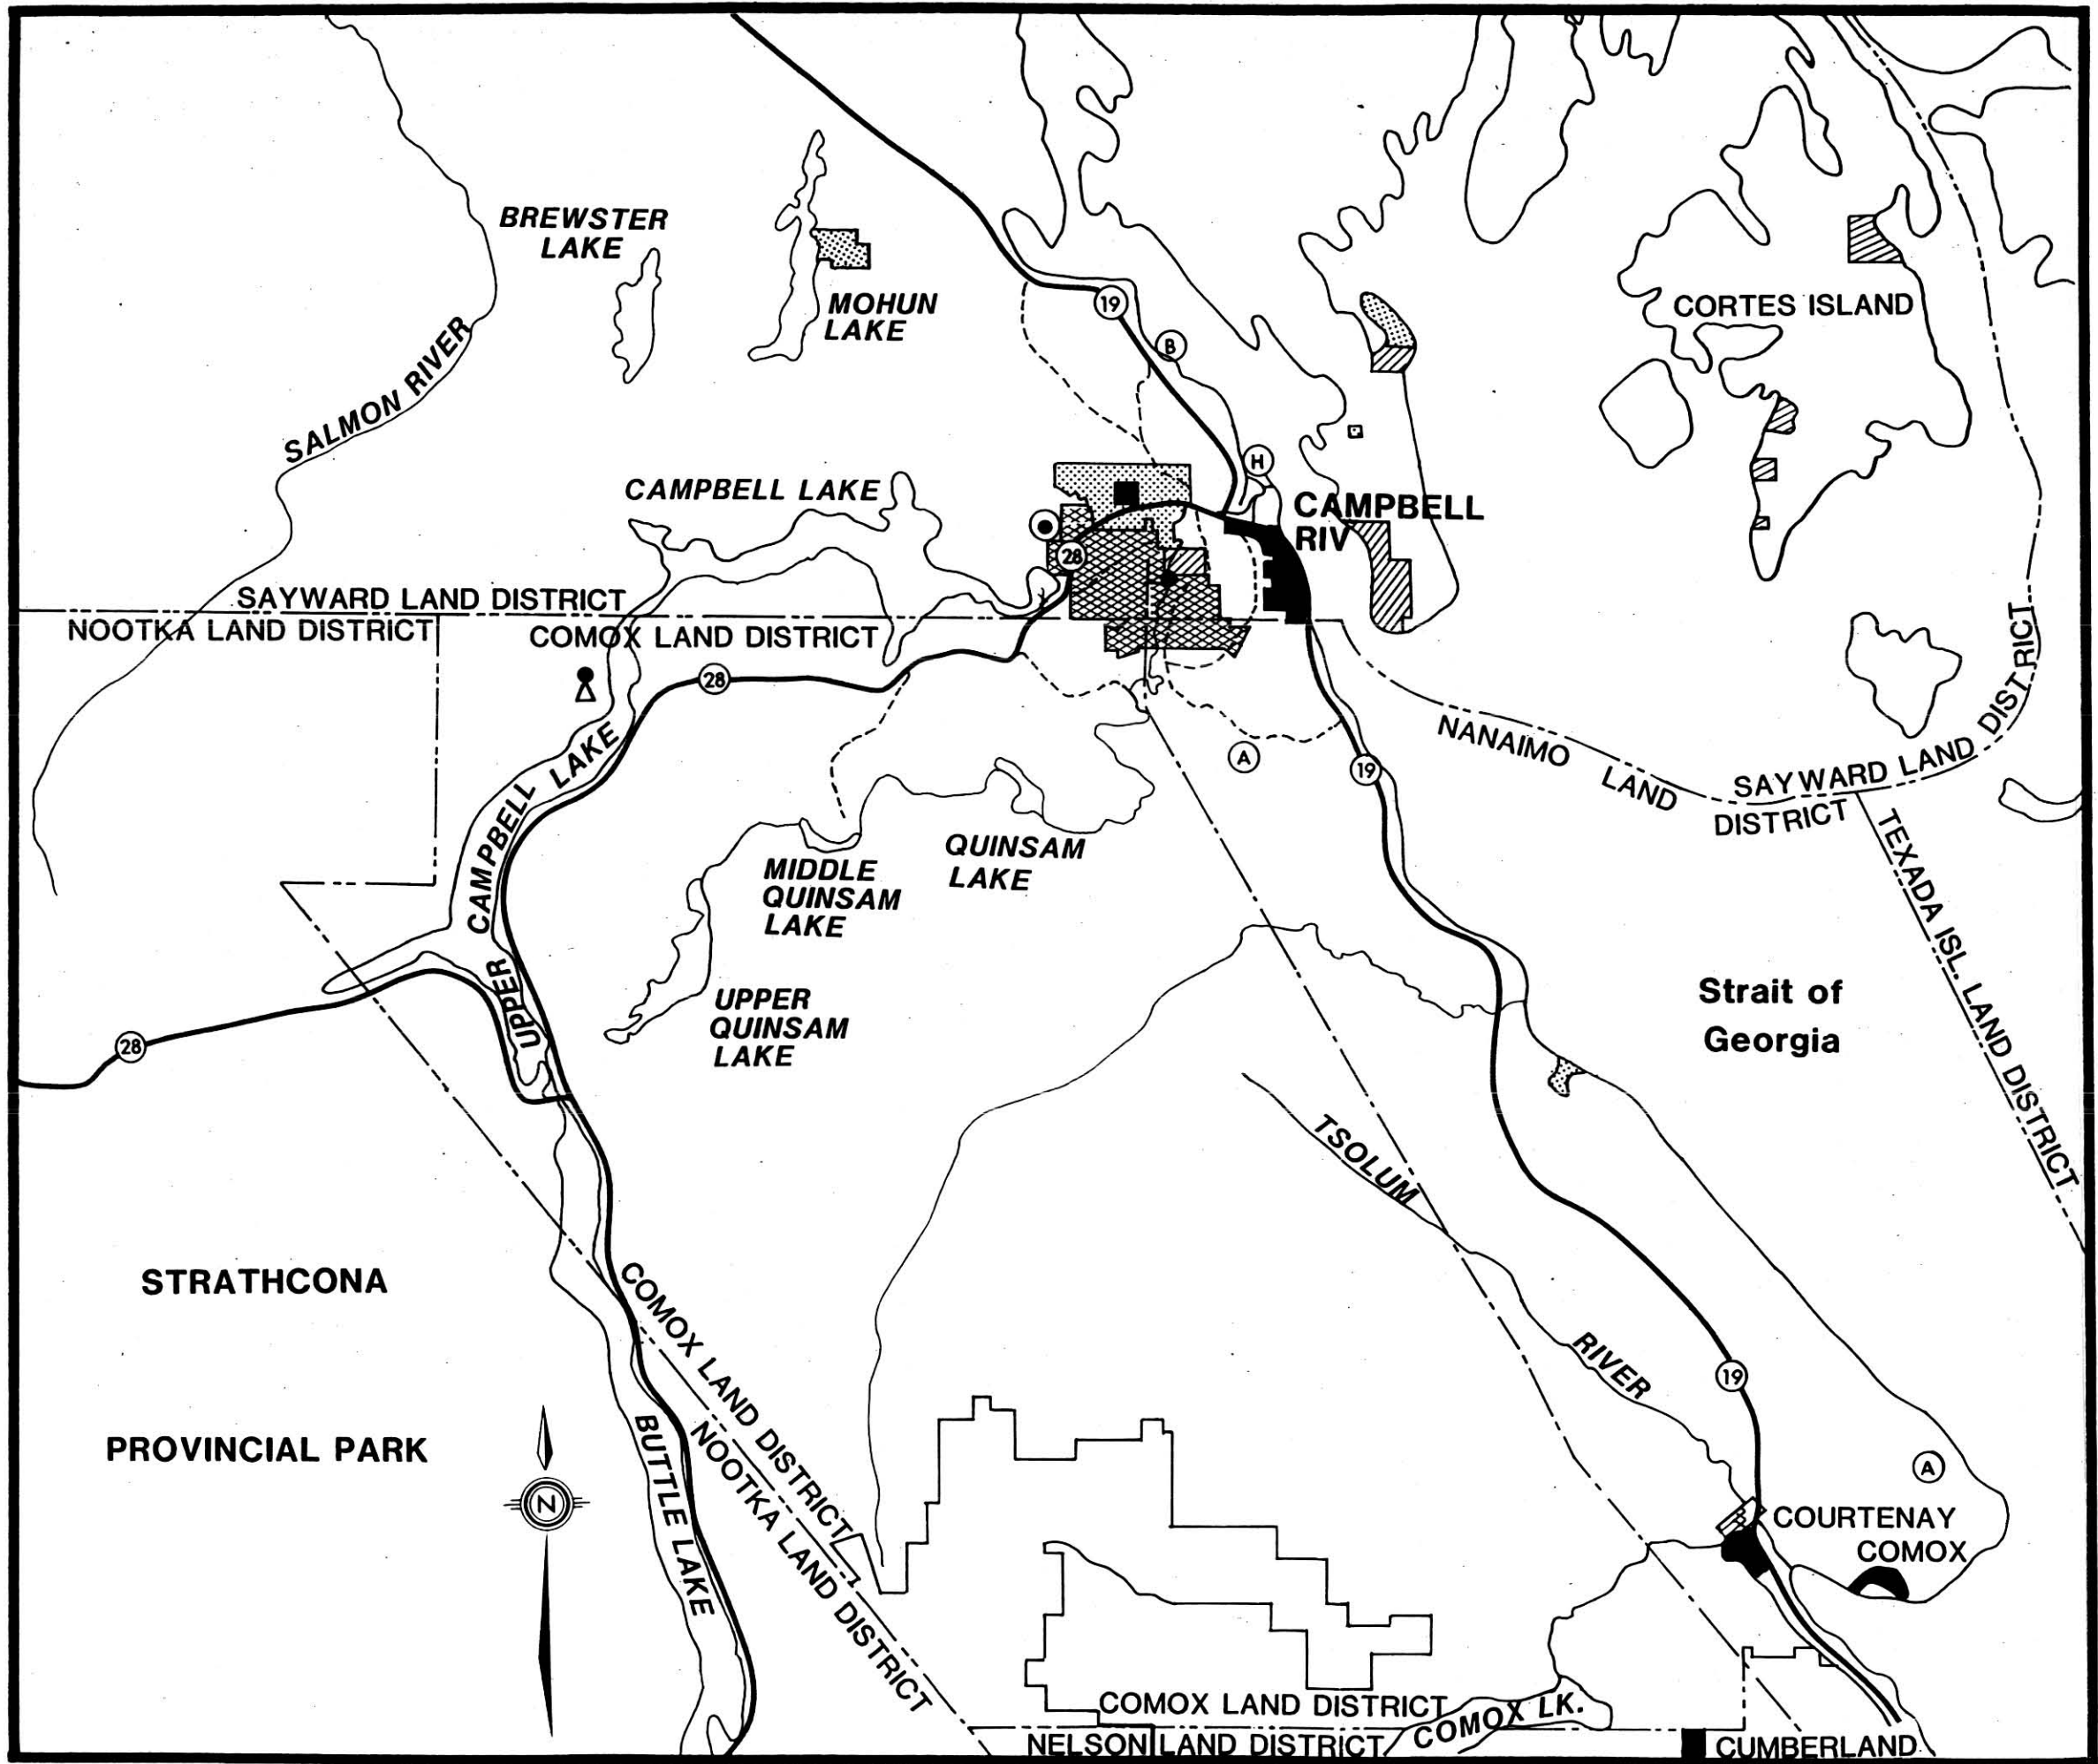 BREWSTER
LAKE
MOHUN
LAKE
19
B
CORTES ISLAND
SALMON RIVER
CAMPBELL LAKE
H
CAMPBELL
RIV
28
SAYWARD LAND DISTRICT
NOOTKA LAND DISTRICT
COMOX LAND DISTRICT
28
UPPER CAMPBELL LAKE
A
19
NANAIMO LAND DISTRICT
SAYWARD LAND DISTRICT
TEXADA ISL. LAND DISTRICT
QUINSAM
LAKE
MIDDLE
QUINSAM
LAKE
UPPER
QUINSAM
LAKE
28
Strait of
Georgia
TSOLUM RIVER
STRATHCONA
PROVINCIAL PARK
COMOX LAND DISTRICT
NOOTKA LAND DISTRICT
BUTTLE LAKE
N
19
A
COURTENAY
COMOX
COMOX LAND DISTRICT
NELSON LAND DISTRICT
COMOX LK.
CUMBERLAND